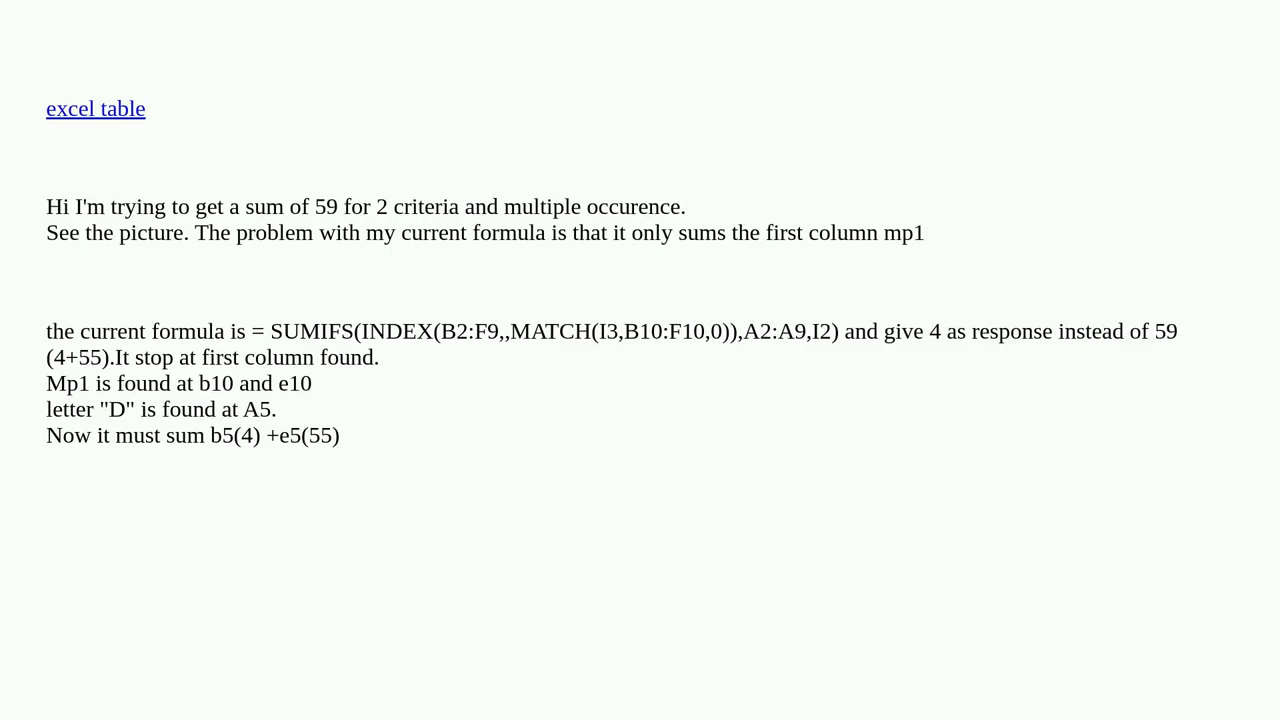 excel table
Hi I'm trying to get a sum of 59 for 2 criteria and multiple occurence.
See the picture. The problem with my current formula is that it only sums the first column mp1
the current formula is = SUMIFS(INDEX(B2:F9,,MATCH(I3,B10:F10,0)),A2:A9,I2) and give 4 as response instead of 59
(4+55).It stop at first column found.
Mp1 is found at b10 and e10
letter "D" is found at A5.
Now it must sum b5(4) +e5(55)